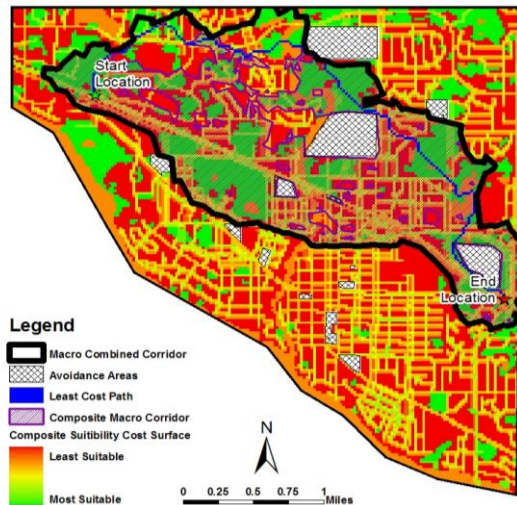 Start
Location
End
Location
Legend
Macro Combined Corridor
Avoidance Areas
Least Cost Path
Composite Macro Corridor
Composite Suitibility Cost Surface
Least Suitable
Most Suitable
N
0 0.25 0.5 0.75 1
Miles